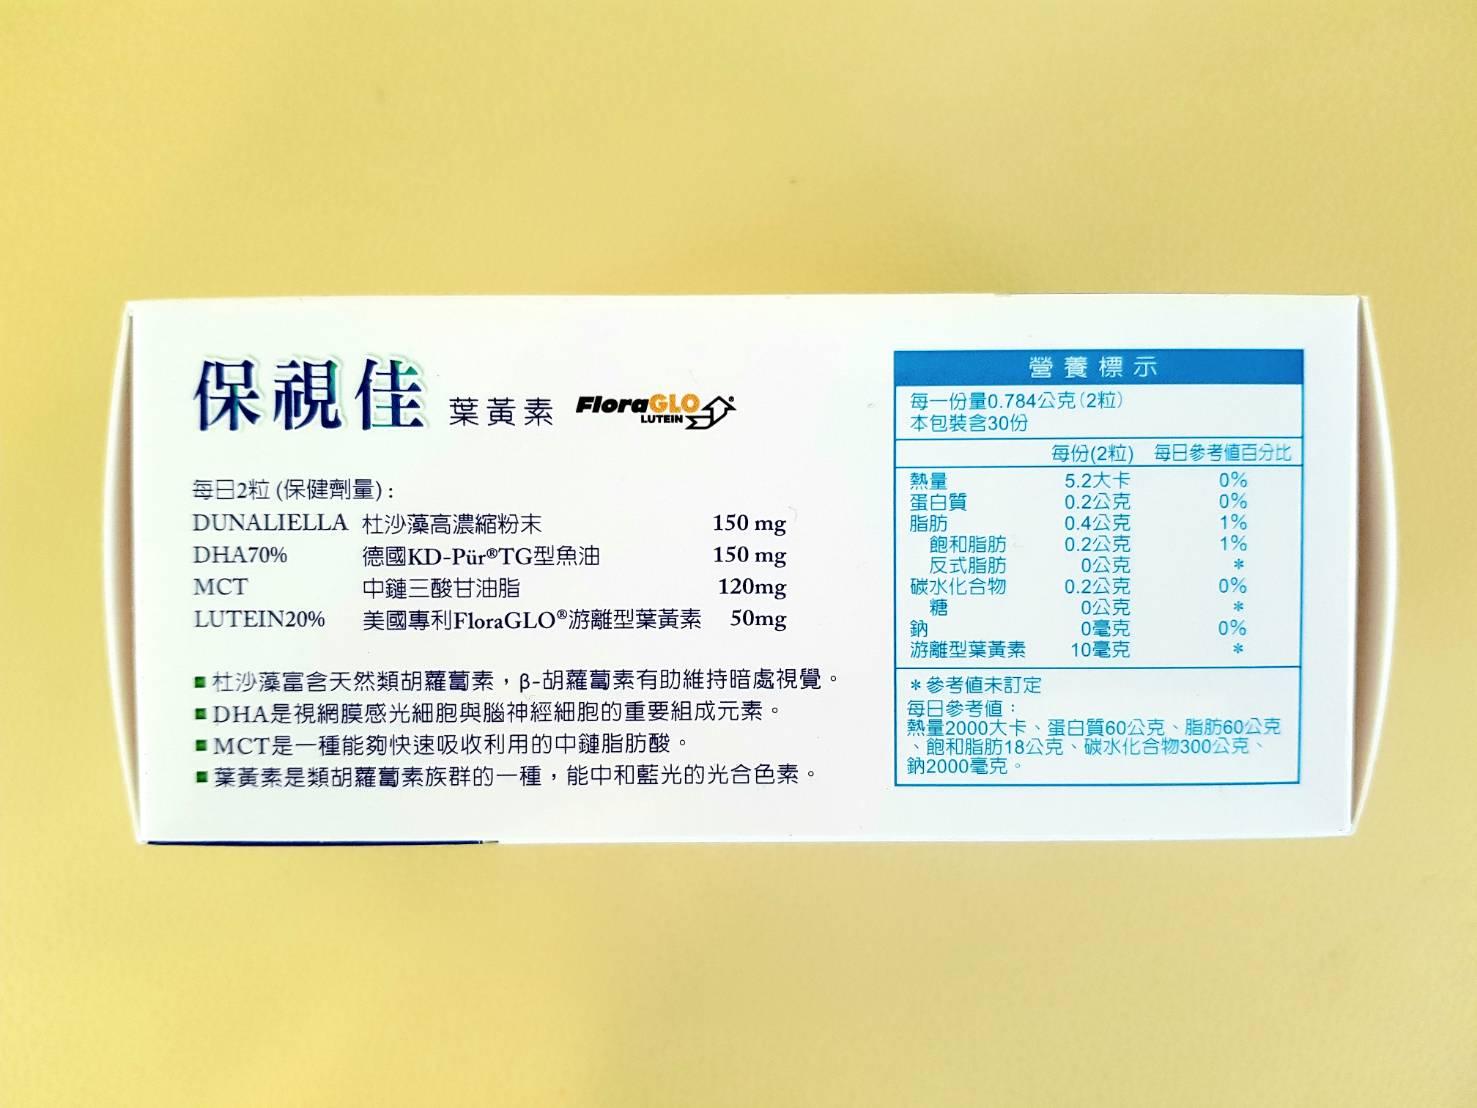 保視佳 葉黃素 FloraGLO® LUTEIN
每日2粒 (保健劑量) :
DUNALIELLA 杜沙藻高濃縮粉末 150 mg
DHA70% 德國KD-Pür®TG型魚油 150 mg
MCT 中鏈三酸甘油脂 120mg
LUTEIN20% 美國專利FloraGLO®游離型葉黃素 50mg
■ 杜沙藻富含天然類胡蘿蔔素，β-胡蘿蔔素有助維持暗處視覺。
■ DHA是視網膜感光細胞與腦神經細胞的重要組成元素。
■ MCT是一種能夠快速吸收利用的中鏈脂肪酸。
■ 葉黃素是類胡蘿蔔素族群的一種，能中和藍光的光合色素。
營養標示
每一份量0.784公克(2粒)
本包裝含30份
每份(2粒) 每日參考值百分比
熱量 5.2大卡 0%
蛋白質 0.2公克 0%
脂肪 0.4公克 1%
飽和脂肪 0.2公克 1%
反式脂肪 0公克 *
碳水化合物 0.2公克 0%
糖 0公克 *
鈉 0毫克 0%
游離型葉黃素 10毫克 *
＊參考值未訂定
每日參考值：
熱量2000大卡、蛋白質60公克、脂肪60公克
、飽和脂肪18公克、碳水化合物300公克、
鈉2000毫克。